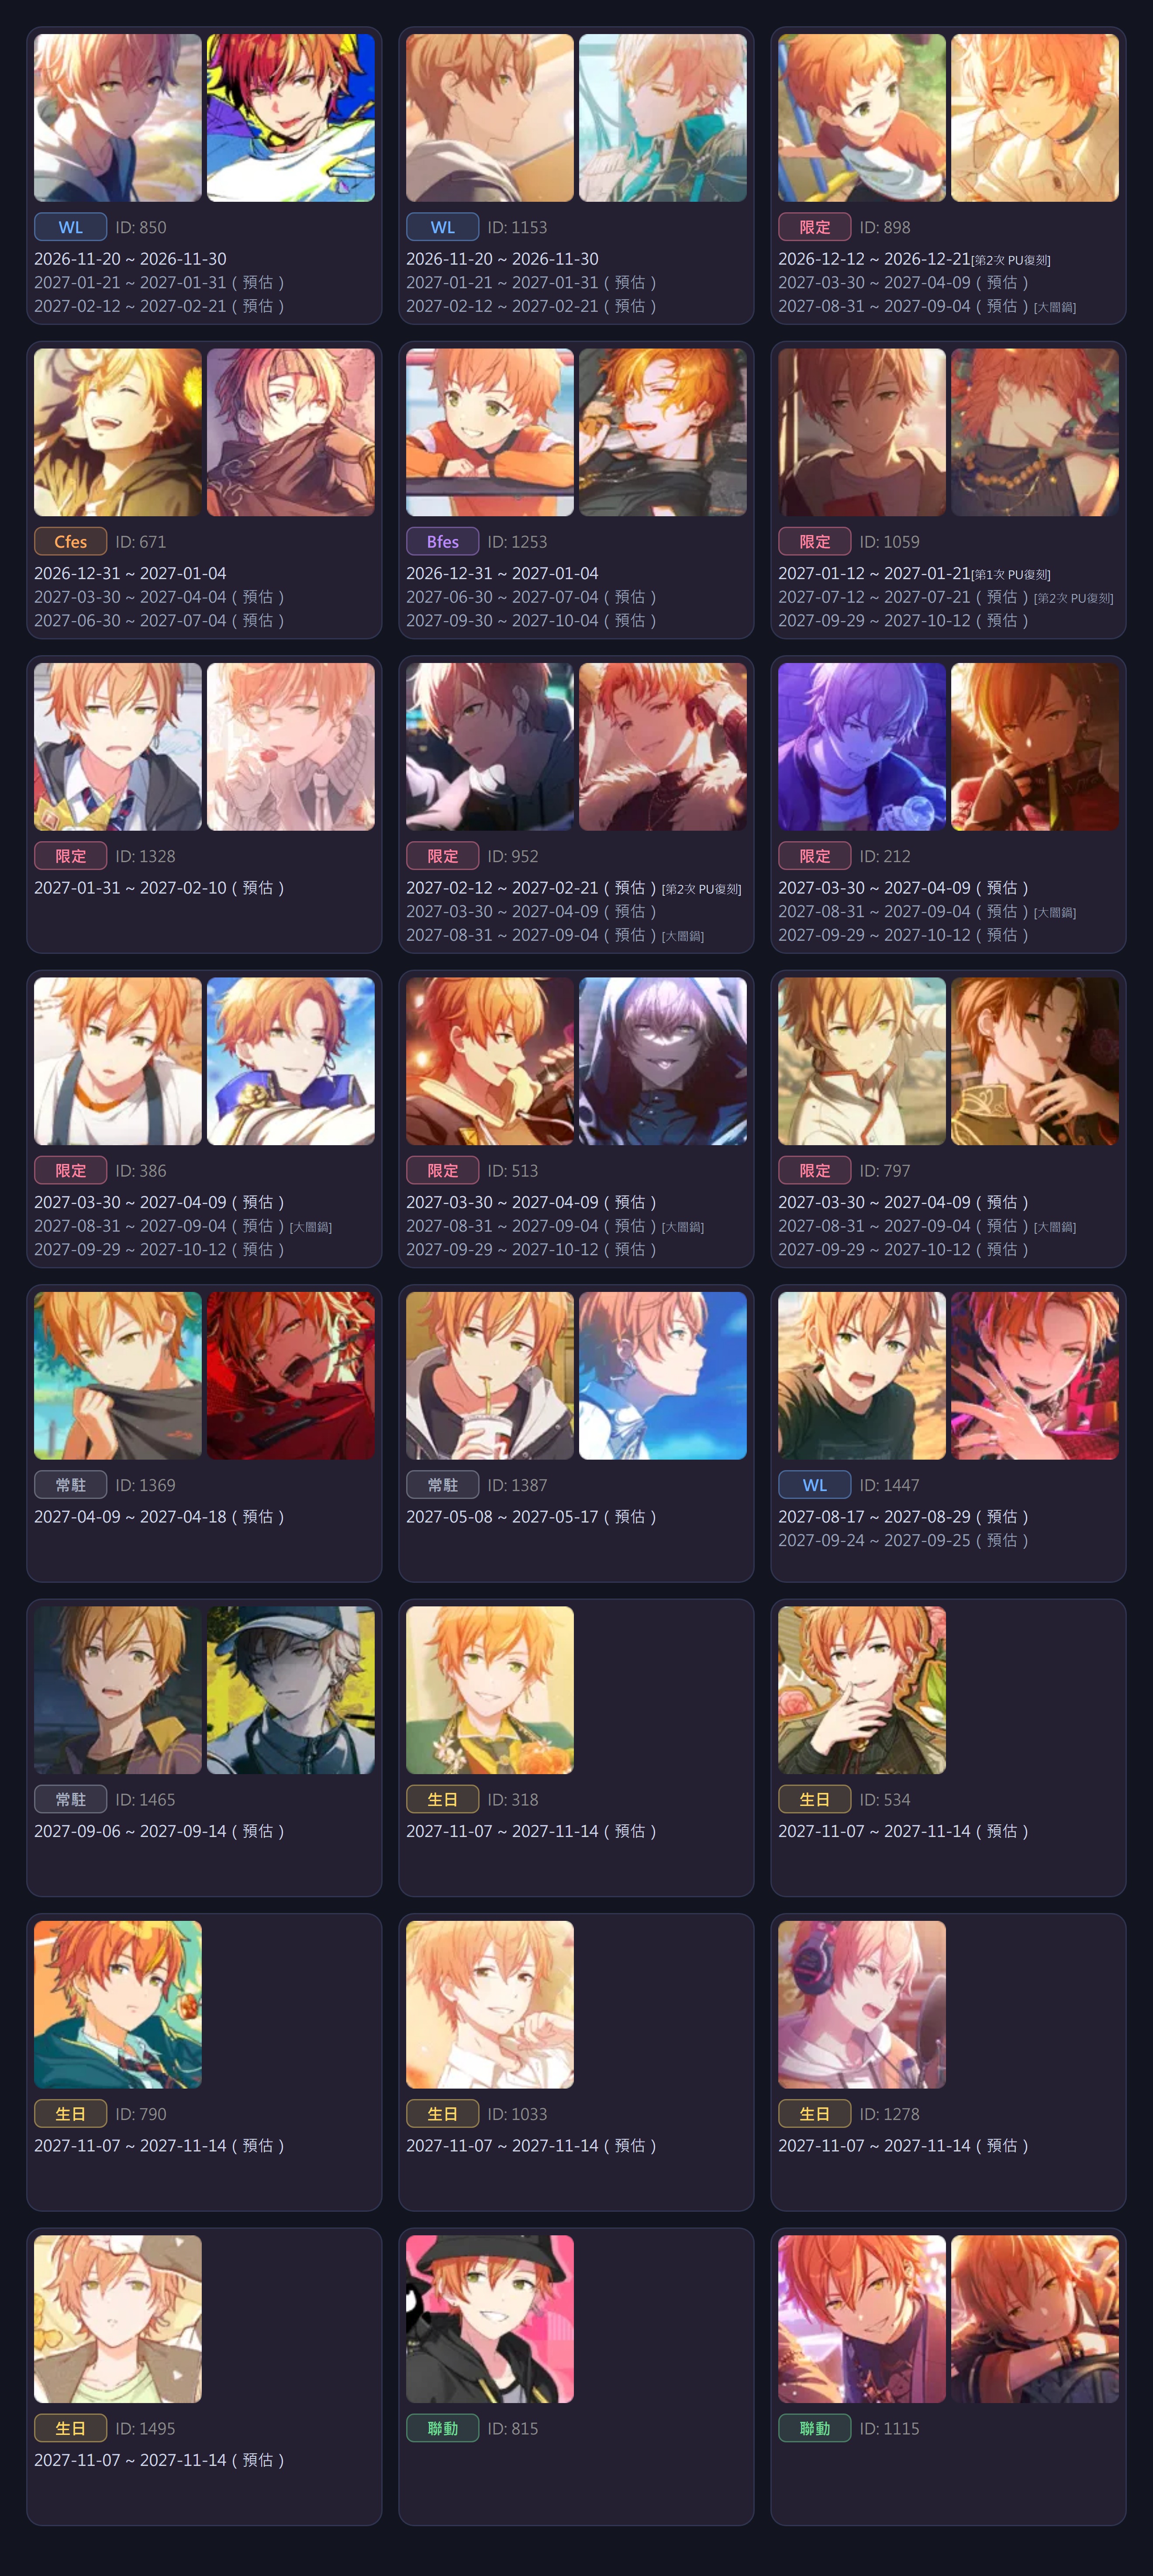 WL ID: 850
2026-11-20 ~ 2026-11-30
2027-01-21 ~ 2027-01-31 ( 預估 )
2027-02-12 ~ 2027-02-21 ( 預估 )
WL ID: 1153
2026-11-20 ~ 2026-11-30
2027-01-21 ~ 2027-01-31 ( 預估 )
2027-02-12 ~ 2027-02-21 ( 預估 )
限定 ID: 898
2026-12-12 ~ 2026-12-21[第2次 PU復刻]
2027-03-30 ~ 2027-04-09 ( 預估 )
2027-08-31 ~ 2027-09-04 ( 預估 ) [大闇鍋]
Cfes ID: 671
2026-12-31 ~ 2027-01-04
2027-03-30 ~ 2027-04-04 ( 預估 )
2027-06-30 ~ 2027-07-04 ( 預估 )
Bfes ID: 1253
2026-12-31 ~ 2027-01-04
2027-06-30 ~ 2027-07-04 ( 預估 )
2027-09-30 ~ 2027-10-04 ( 預估 )
限定 ID: 1059
2027-01-12 ~ 2027-01-21[第1次 PU復刻]
2027-07-12 ~ 2027-07-21 ( 預估 ) [第2次 PU復刻]
2027-09-29 ~ 2027-10-12 ( 預估 )
限定 ID: 1328
2027-01-31 ~ 2027-02-10 ( 預估 )
限定 ID: 952
2027-02-12 ~ 2027-02-21 ( 預估 ) [第2次 PU復刻]
2027-03-30 ~ 2027-04-09 ( 預估 )
2027-08-31 ~ 2027-09-04 ( 預估 ) [大闇鍋]
限定 ID: 212
2027-03-30 ~ 2027-04-09 ( 預估 )
2027-08-31 ~ 2027-09-04 ( 預估 ) [大闇鍋]
2027-09-29 ~ 2027-10-12 ( 預估 )
限定 ID: 386
2027-03-30 ~ 2027-04-09 ( 預估 )
2027-08-31 ~ 2027-09-04 ( 預估 ) [大闇鍋]
2027-09-29 ~ 2027-10-12 ( 預估 )
限定 ID: 513
2027-03-30 ~ 2027-04-09 ( 預估 )
2027-08-31 ~ 2027-09-04 ( 預估 ) [大闇鍋]
2027-09-29 ~ 2027-10-12 ( 預估 )
限定 ID: 797
2027-03-30 ~ 2027-04-09 ( 預估 )
2027-08-31 ~ 2027-09-04 ( 預估 ) [大闇鍋]
2027-09-29 ~ 2027-10-12 ( 預估 )
常駐 ID: 1369
2027-04-09 ~ 2027-04-18 ( 預估 )
常駐 ID: 1387
2027-05-08 ~ 2027-05-17 ( 預估 )
WL ID: 1447
2027-08-17 ~ 2027-08-29 ( 預估 )
2027-09-24 ~ 2027-09-25 ( 預估 )
常駐 ID: 1465
2027-09-06 ~ 2027-09-14 ( 預估 )
生日 ID: 318
2027-11-07 ~ 2027-11-14 ( 預估 )
生日 ID: 534
2027-11-07 ~ 2027-11-14 ( 預估 )
生日 ID: 790
2027-11-07 ~ 2027-11-14 ( 預估 )
生日 ID: 1033
2027-11-07 ~ 2027-11-14 ( 預估 )
生日 ID: 1278
2027-11-07 ~ 2027-11-14 ( 預估 )
生日 ID: 1495
2027-11-07 ~ 2027-11-14 ( 預估 )
聯動 ID: 815
聯動 ID: 1115